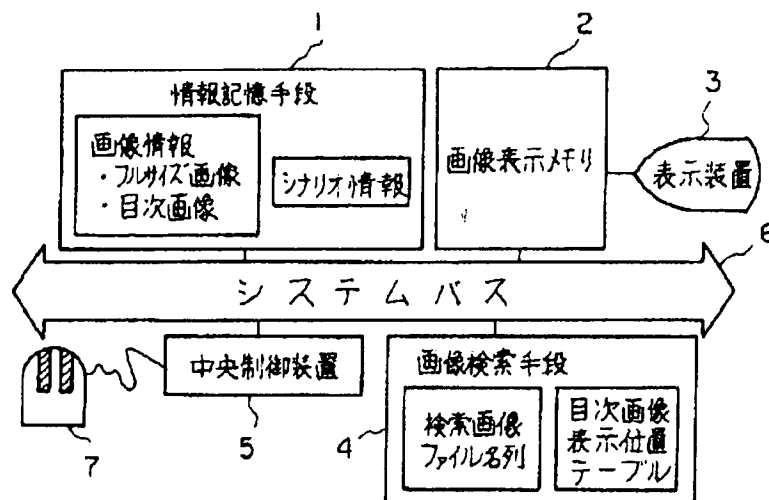 1
2
3
情報記憶手段
画像情報
・フルサイズ画像
・目次画像
シナリオ情報
画像表示メモリ
表示装置
6
システムバス
中央制御装置
7
5
4
画像検索手段
検索画像
ファイル名列
目次画像
表示位置
テーブル